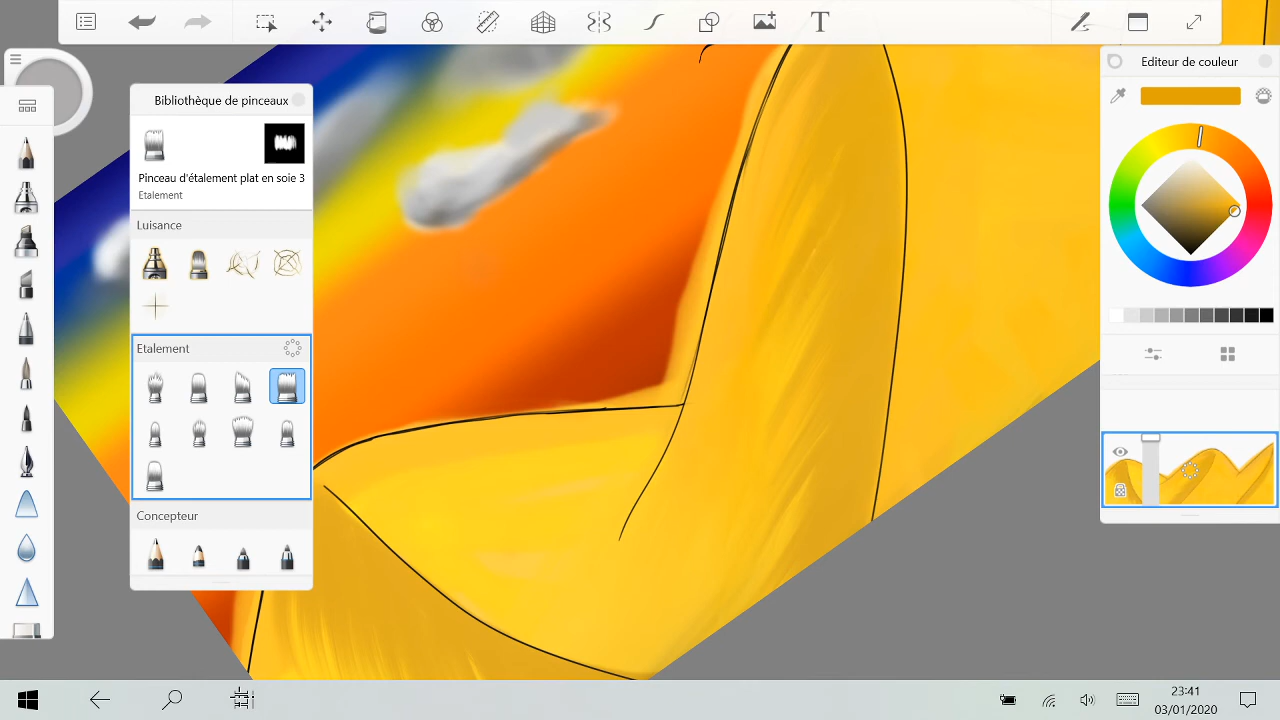 T
Bibliothèque de pinceaux
Pinceau d'étalement plat en soie 3
Etalement
Luisance
Etalement
Concepteur
Editeur de couleur
23:41
03/01/2020